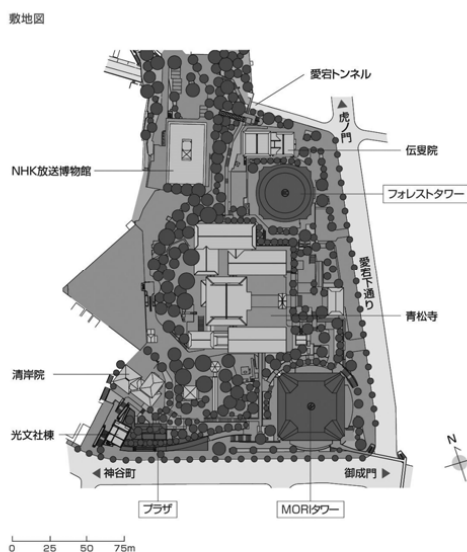 敷地図
愛宕トンネル
虎ノ門
伝叟院
NHK放送博物館
フォレストタワー
愛宕下通り
青松寺
清岸院
光文社棟
神谷町
御成門
N
プラザ
MORIタワー
0 25 50 75m